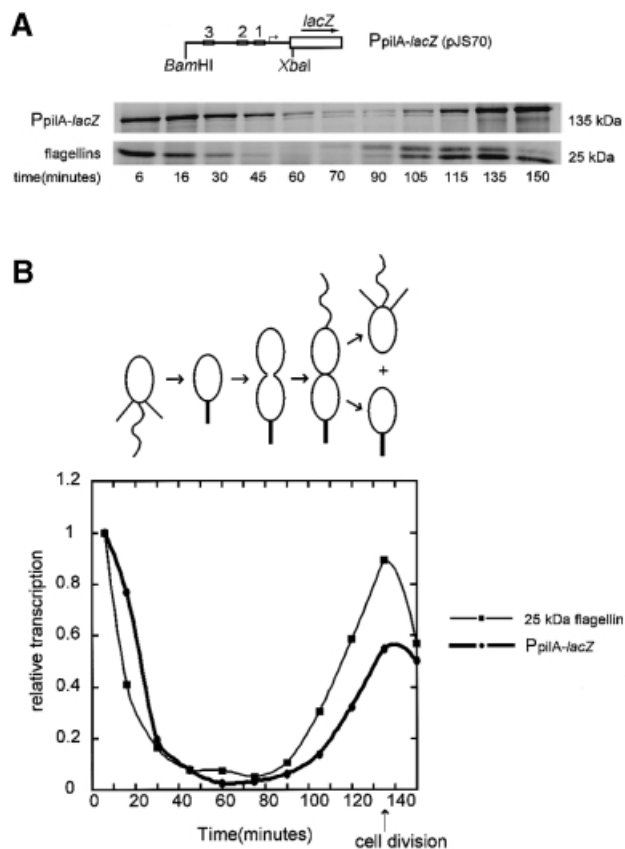 A
3 2 1 lacZ
PpilA-lacZ (pJS70)
BamHI XbaI
PpilA-lacZ 135 kDa
flagellins 25 kDa
time(minutes) 6 16 30 45 60 70 90 105 115 135 150
B
+
1.2
1
0.8
0.6
0.4
0.2
0
relative transcription
0 20 40 60 80 100 120 140
Time(minutes)
cell division
25 kDa flagellin
PpilA-lacZ